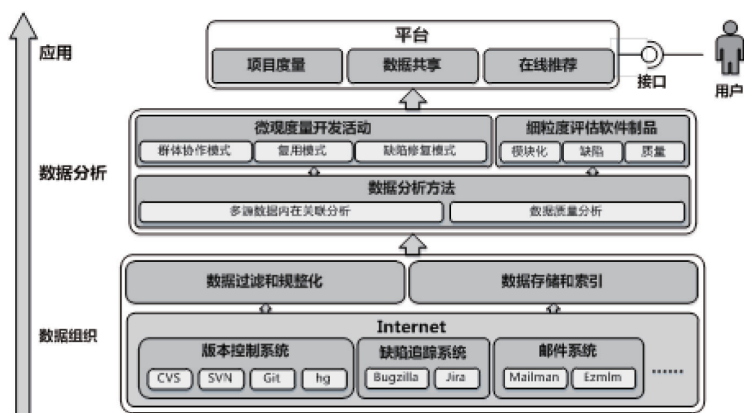 平台
应用
项目度量 数据共享 在线推荐
接口
用户
微观度量开发活动 细粒度评估软件制品
群体协作模式 复用模式 缺陷修复模式 模块化 缺陷 质量
数据分析
数据分析方法
多源数据内在关联分析 数据质量分析
数据过滤和规整化 数据存储和索引
数据组织
Internet
版本控制系统 缺陷追踪系统 邮件系统
CVS SVN Git hg Bugzilla Jira Mailman Ezmlm ……